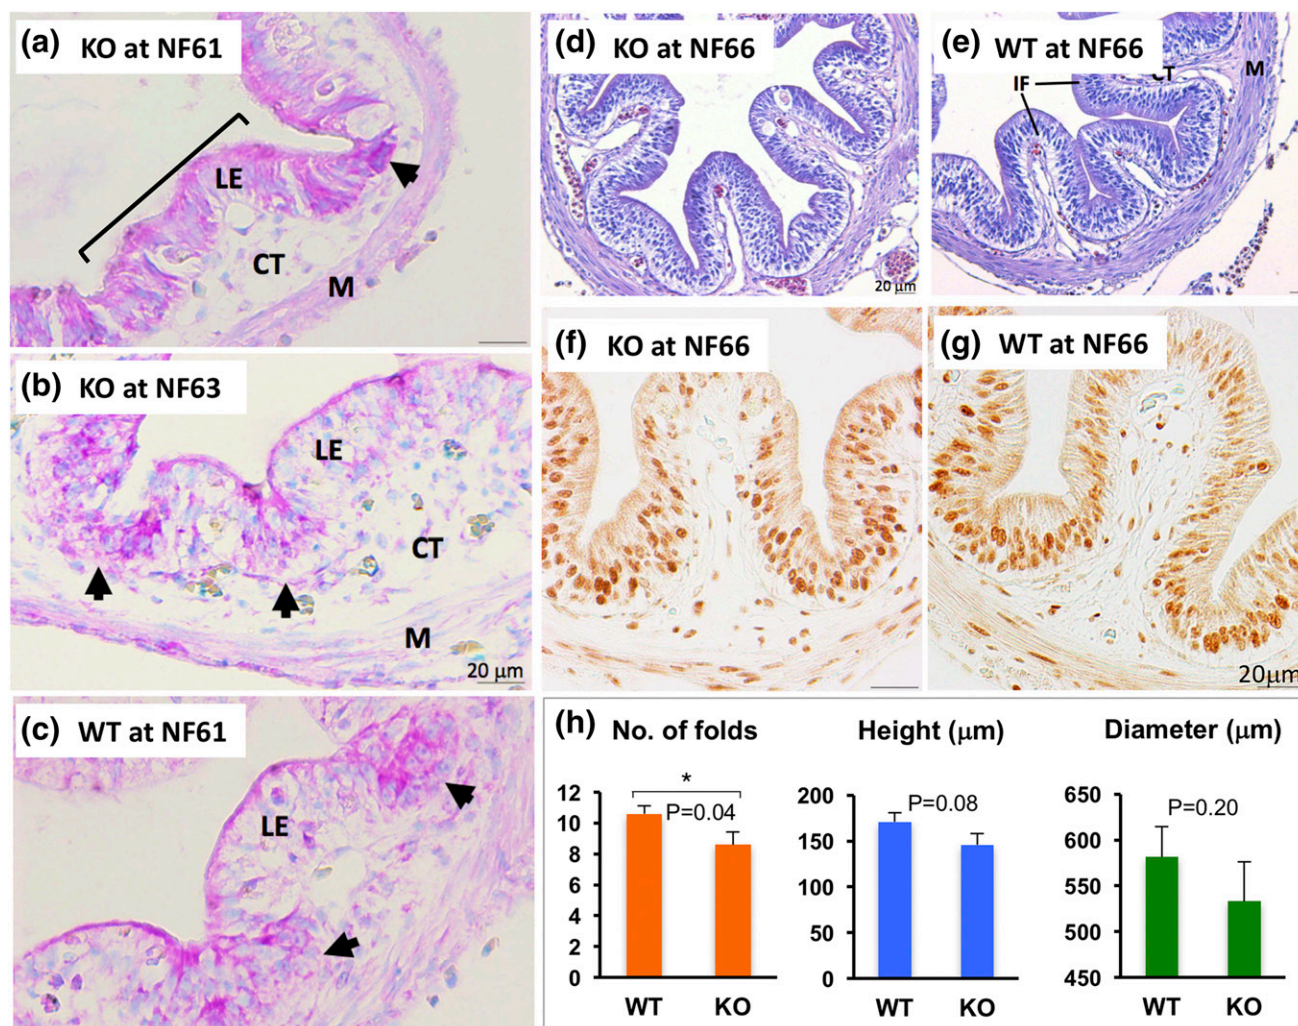 (a) KO at NF61
LE
CT
M
(b) KO at NF63
LE
CT
M
20 μm
(c) WT at NF61
LE
(d) KO at NF66
20 μm
(e) WT at NF66
IF
CT
M
(f) KO at NF66
(g) WT at NF66
20μm
(h) No. of folds
*
P=0.04
12
10
8
6
4
2
0
WT KO
Height (μm)
P=0.08
200
150
100
50
0
WT KO
Diameter (μm)
P=0.20
650
600
550
500
450
WT KO